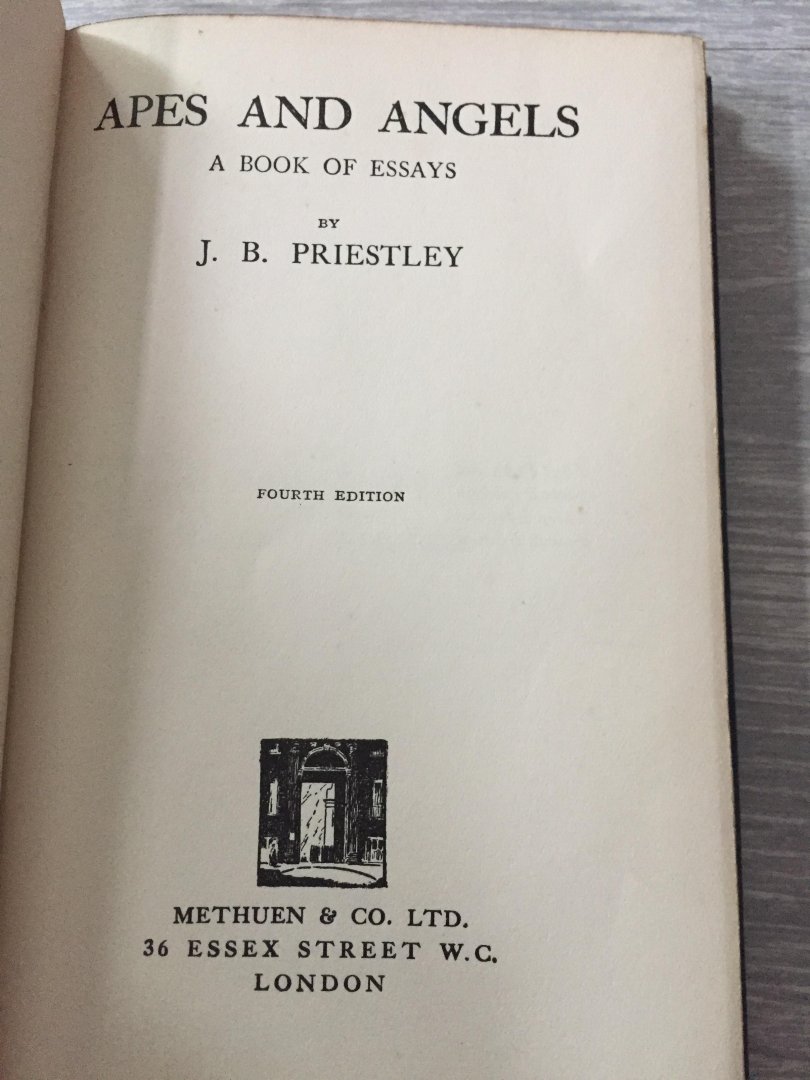 APES AND ANGELS
A BOOK OF ESSAYS
BY
J. B. PRIESTLEY
FOURTH EDITION
METHUEN & CO. LTD.
36 ESSEX STREET W.C.
LONDON